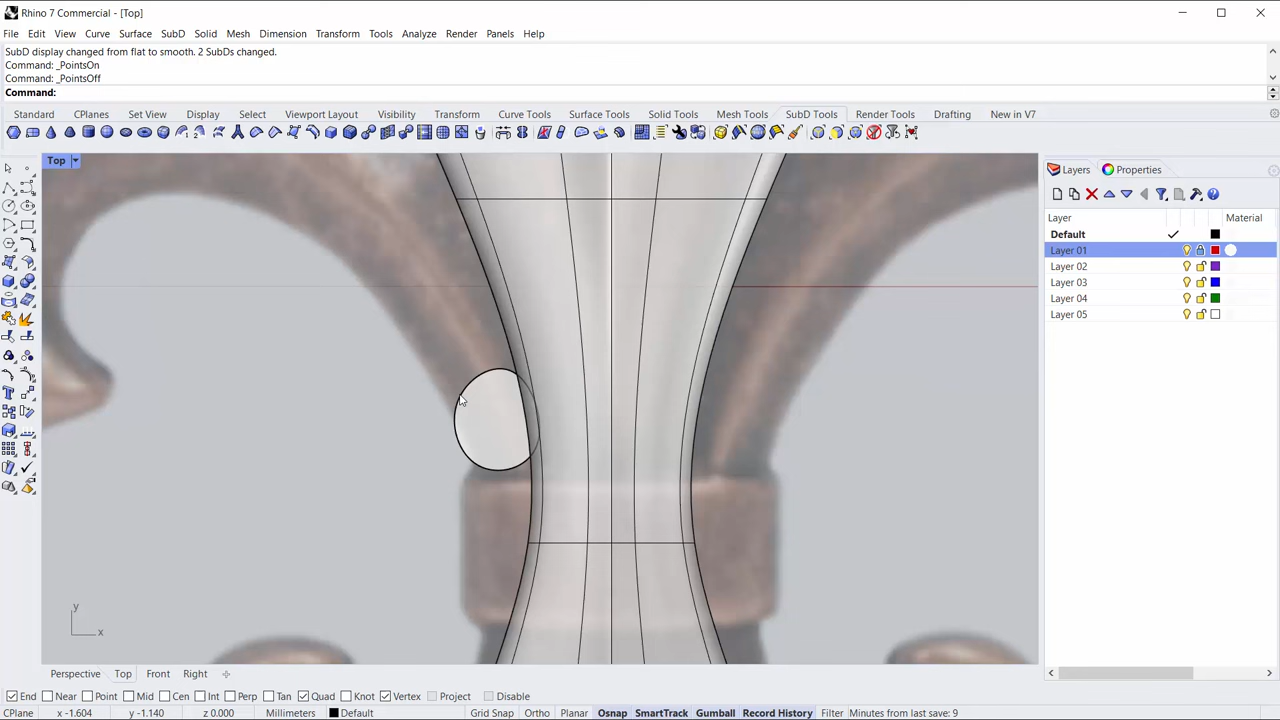 Rhino 7 Commercial - [Top]
File Edit View Curve Surface SubD Solid Mesh Dimension Transform Tools Analyze Render Panels Help
SubD display changed from flat to smooth. 2 SubDs changed.
Command: _PointsOn
Command: _PointsOff
Command:
Standard CPlanes Set View Display Select Viewport Layout Visibility Transform Curve Tools Surface Tools Solid Tools Mesh Tools SubD Tools Render Tools Drafting New in V7
Top
Layers Properties
Layer Material
Default
Layer 01
Layer 02
Layer 03
Layer 04
Layer 05
y
x
Perspective Top Front Right
End Near Point Mid Cen Int Perp Tan Quad Knot Vertex Project Disable
CPlane x -1.604 y -1.140 z 0.000 Millimeters Default Grid Snap Ortho Planar Osnap SmartTrack Gumball Record History Filter Minutes from last save: 9